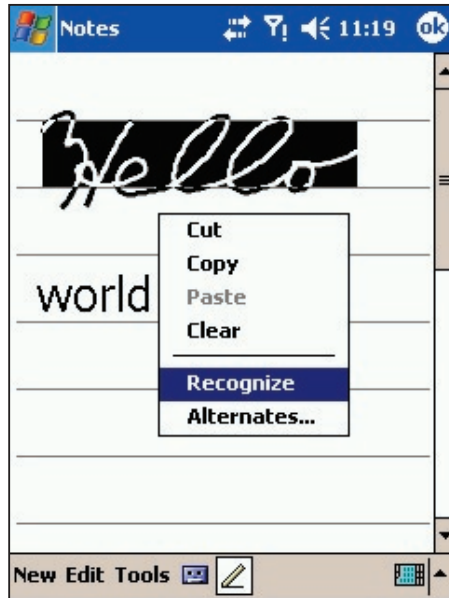 Notes 11:19 ok
Hello
Cut
Copy
world Paste
Clear
Recognize
Alternates...
New Edit Tools